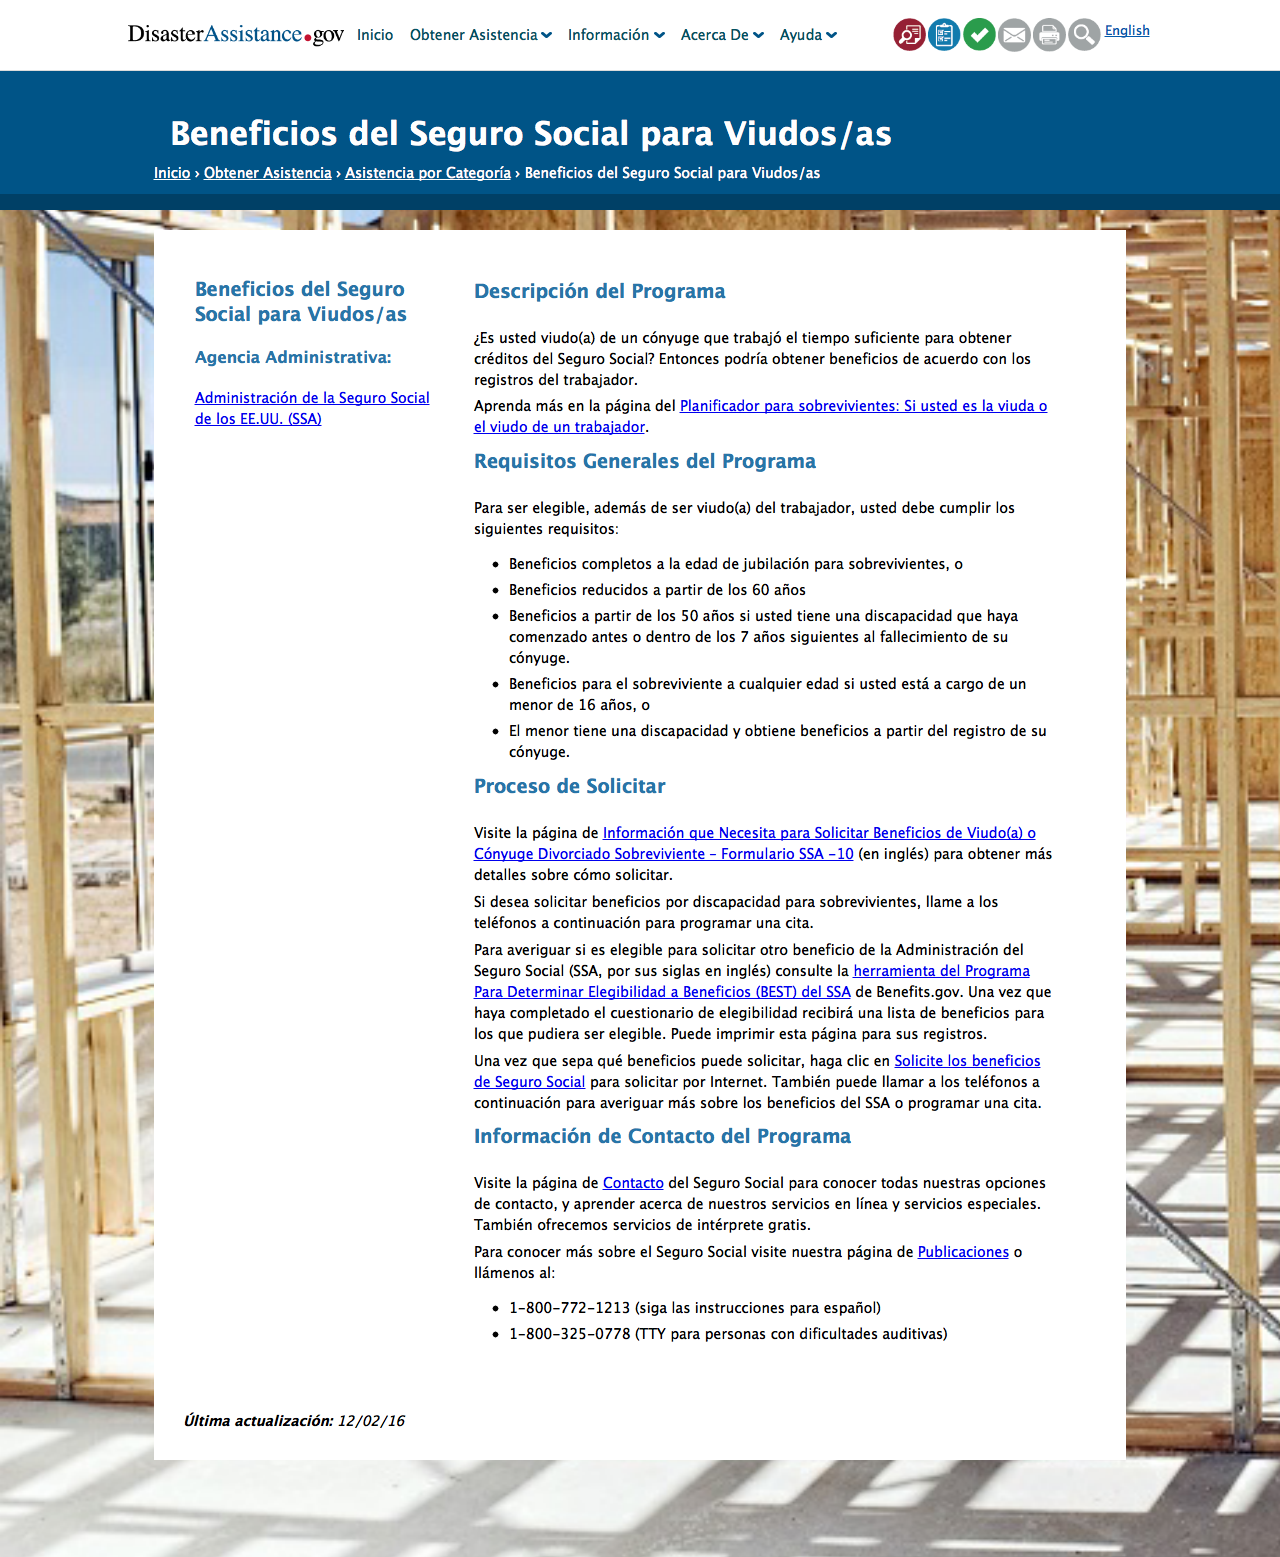 DisasterAssistance.gov Inicio Obtener Asistencia Información Acerca De Ayuda English
Beneficios del Seguro Social para Viudos/as
Inicio › Obtener Asistencia › Asistencia por Categoría › Beneficios del Seguro Social para Viudos/as
Beneficios del Seguro
Social para Viudos/as
Agencia Administrativa:
Administración de la Seguro Social
de los EE.UU. (SSA)
Descripción del Programa
¿Es usted viudo(a) de un cónyuge que trabajó el tiempo suficiente para obtener
créditos del Seguro Social? Entonces podría obtener beneficios de acuerdo con los
registros del trabajador.
Aprenda más en la página del Planificador para sobrevivientes: Si usted es la viuda o
el viudo de un trabajador.
Requisitos Generales del Programa
Para ser elegible, además de ser viudo(a) del trabajador, usted debe cumplir los
siguientes requisitos:
• Beneficios completos a la edad de jubilación para sobrevivientes, o
• Beneficios reducidos a partir de los 60 años
• Beneficios a partir de los 50 años si usted tiene una discapacidad que haya
comenzado antes o dentro de los 7 años siguientes al fallecimiento de su
cónyuge.
• Beneficios para el sobreviviente a cualquier edad si usted está a cargo de un
menor de 16 años, o
• El menor tiene una discapacidad y obtiene beneficios a partir del registro de su
cónyuge.
Proceso de Solicitar
Visite la página de Información que Necesita para Solicitar Beneficios de Viudo(a) o
Cónyuge Divorciado Sobreviviente – Formulario SSA -10 (en inglés) para obtener más
detalles sobre cómo solicitar.
Si desea solicitar beneficios por discapacidad para sobrevivientes, llame a los
teléfonos a continuación para programar una cita.
Para averiguar si es elegible para solicitar otro beneficio de la Administración del
Seguro Social (SSA, por sus siglas en inglés) consulte la herramienta del Programa
Para Determinar Elegibilidad a Beneficios (BEST) del SSA de Benefits.gov. Una vez que
haya completado el cuestionario de elegibilidad recibirá una lista de beneficios para
los que pudiera ser elegible. Puede imprimir esta página para sus registros.
Una vez que sepa qué beneficios puede solicitar, haga clic en Solicite los beneficios
de Seguro Social para solicitar por Internet. También puede llamar a los teléfonos a
continuación para averiguar más sobre los beneficios del SSA o programar una cita.
Información de Contacto del Programa
Visite la página de Contacto del Seguro Social para conocer todas nuestras opciones
de contacto, y aprender acerca de nuestros servicios en línea y servicios especiales.
También ofrecemos servicios de intérprete gratis.
Para conocer más sobre el Seguro Social visite nuestra página de Publicaciones o
llámenos al:
• 1-800-772-1213 (siga las instrucciones para español)
• 1-800-325-0778 (TTY para personas con dificultades auditivas)
Última actualización: 12/02/16